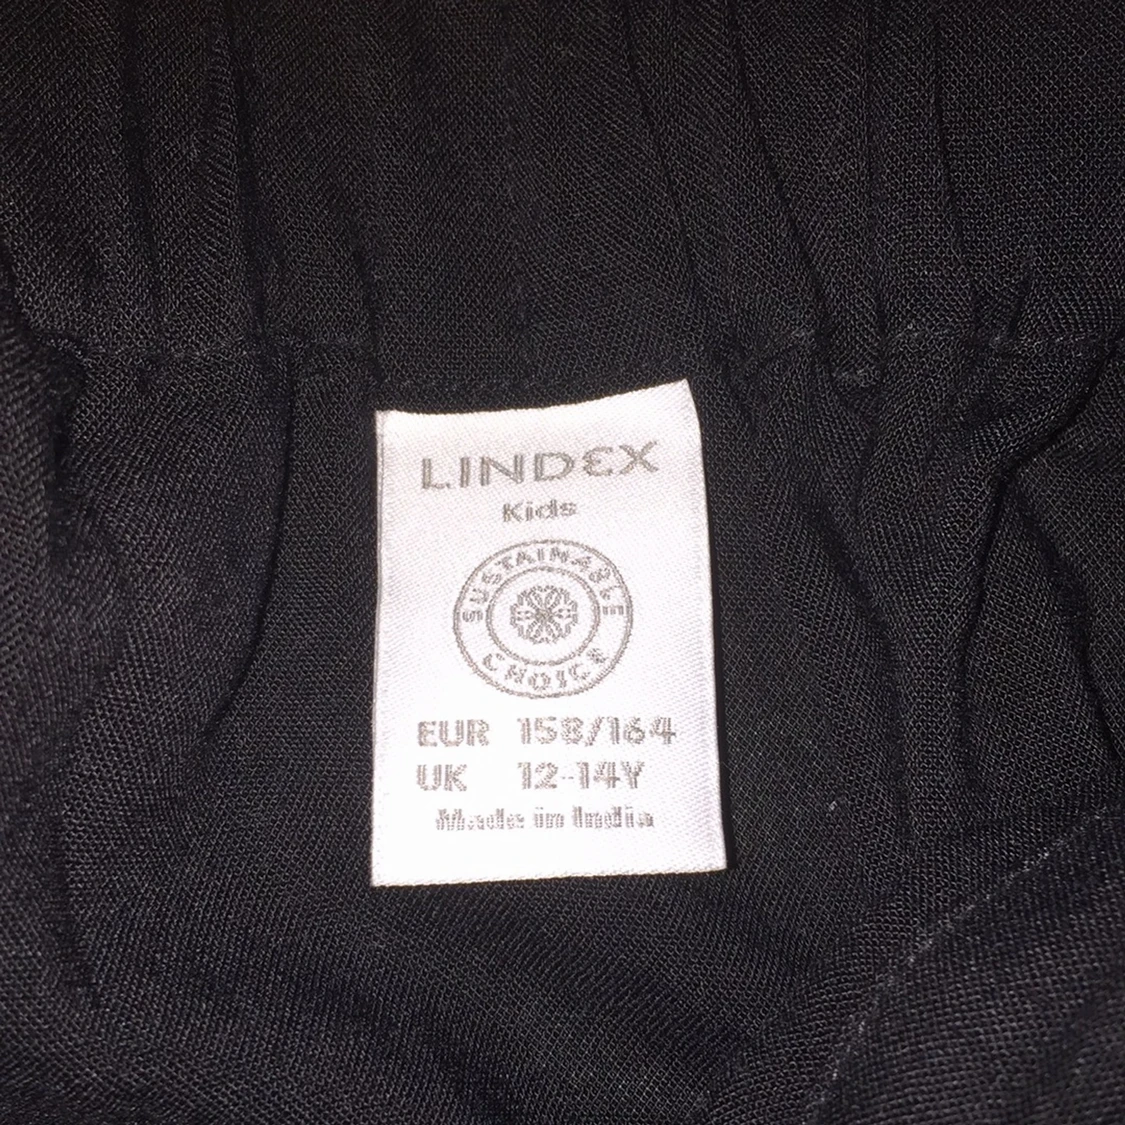 LINDEX
Kids
SUSTAINABLE
CHOICE
EUR 158/164
UK 12-14Y
Made in India